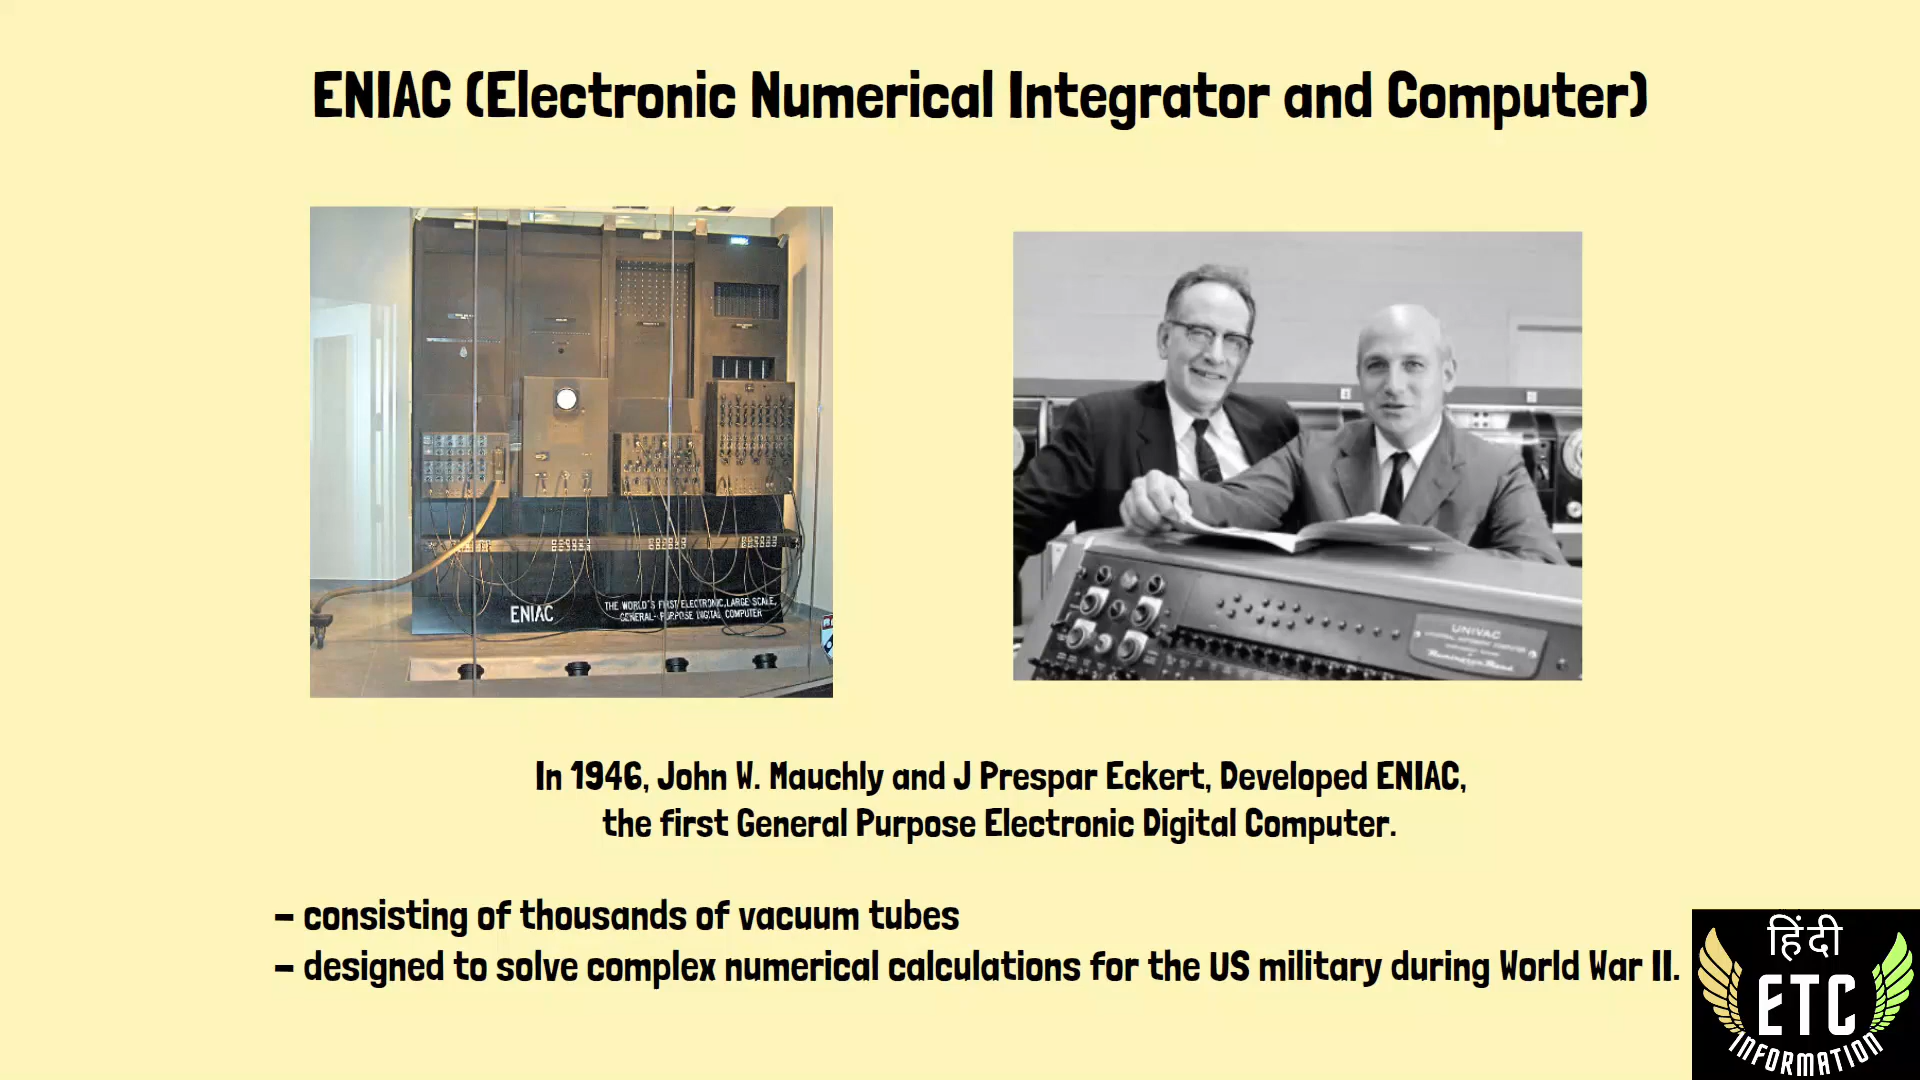 ENIAC (Electronic Numerical Integrator and Computer)
ENIAC
THE WORLD'S FIRST ELECTRONIC, LARGE SCALE,
GENERAL-PURPOSE DIGITAL COMPUTER
UNIVAC
In 1946, John W. Mauchly and J Prespar Eckert, Developed ENIAC,
the first General Purpose Electronic Digital Computer.
– consisting of thousands of vacuum tubes
– designed to solve complex numerical calculations for the US military during World War II.
हिंदी
ETC
INFORMATION